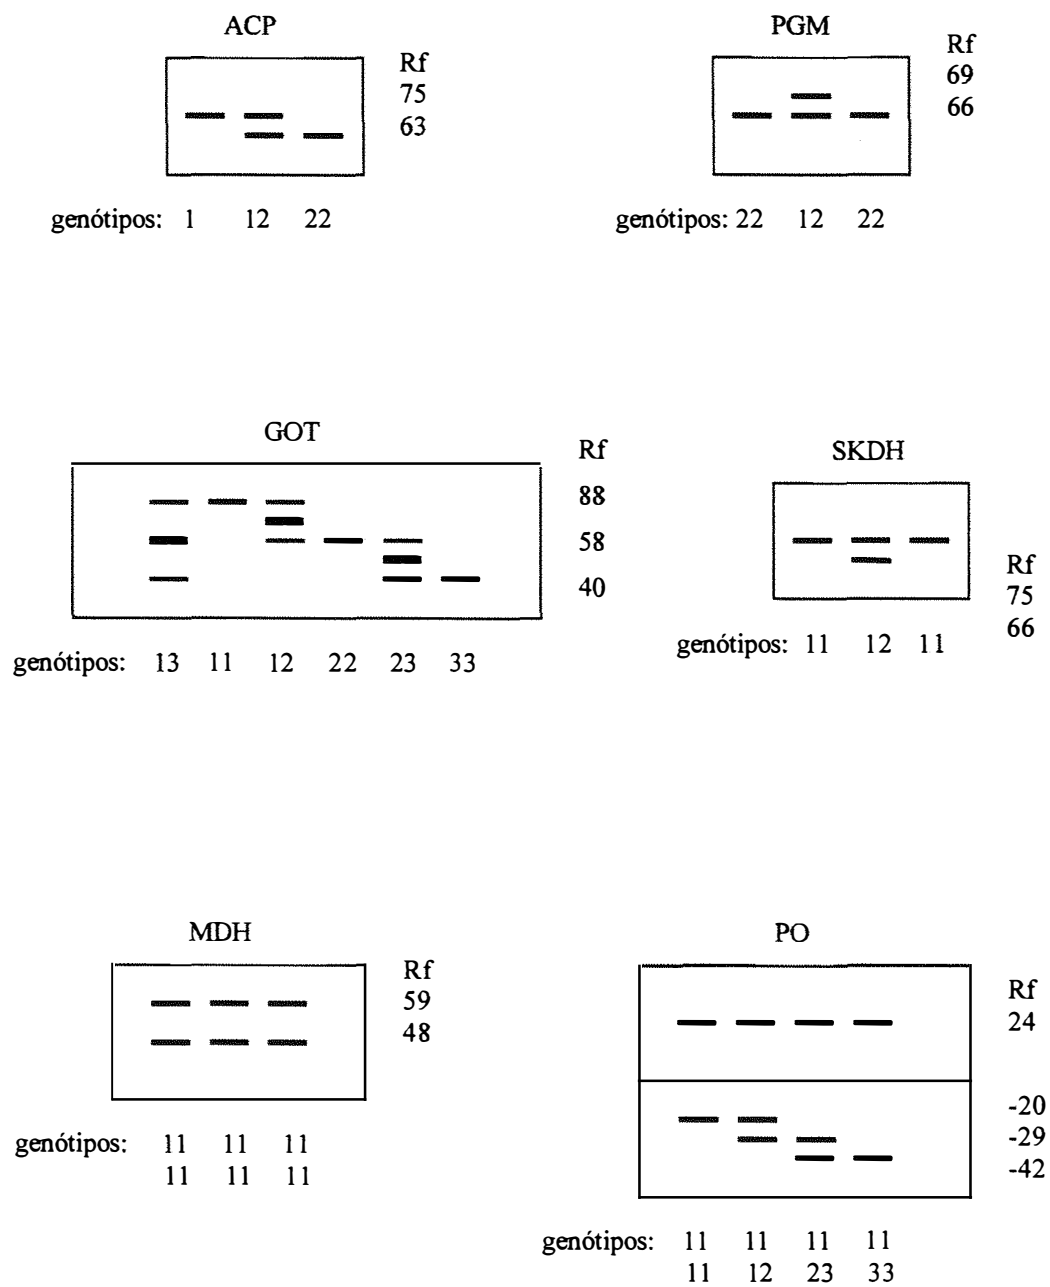 ACP
Rf
75
63
genótipos: 1 12 22
PGM
Rf
69
66
genótipos: 22 12 22
GOT
Rf
88
58
40
genótipos: 13 11 12 22 23 33
SKDH
Rf
75
66
genótipos: 11 12 11
MDH
Rf
59
48
genótipos: 11 11 11
11 11 11
PO
Rf
24
-20
-29
-42
genótipos: 11 11 11 11
11 12 23 33